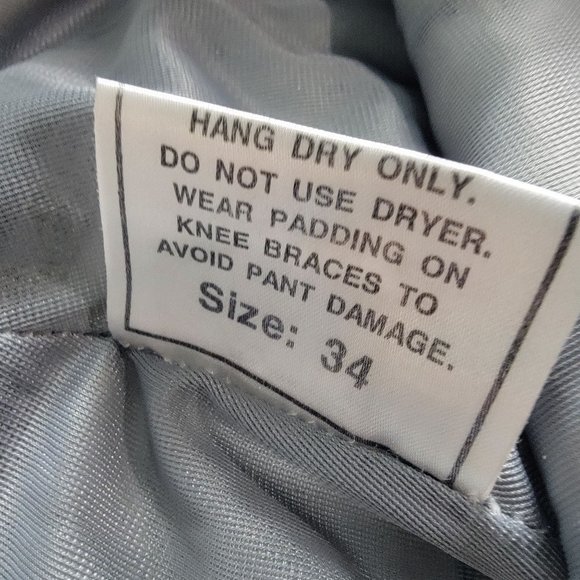 HANG DRY ONLY.
DO NOT USE DRYER.
WEAR PADDING ON
KNEE BRACES TO
AVOID PANT DAMAGE.
Size: 34